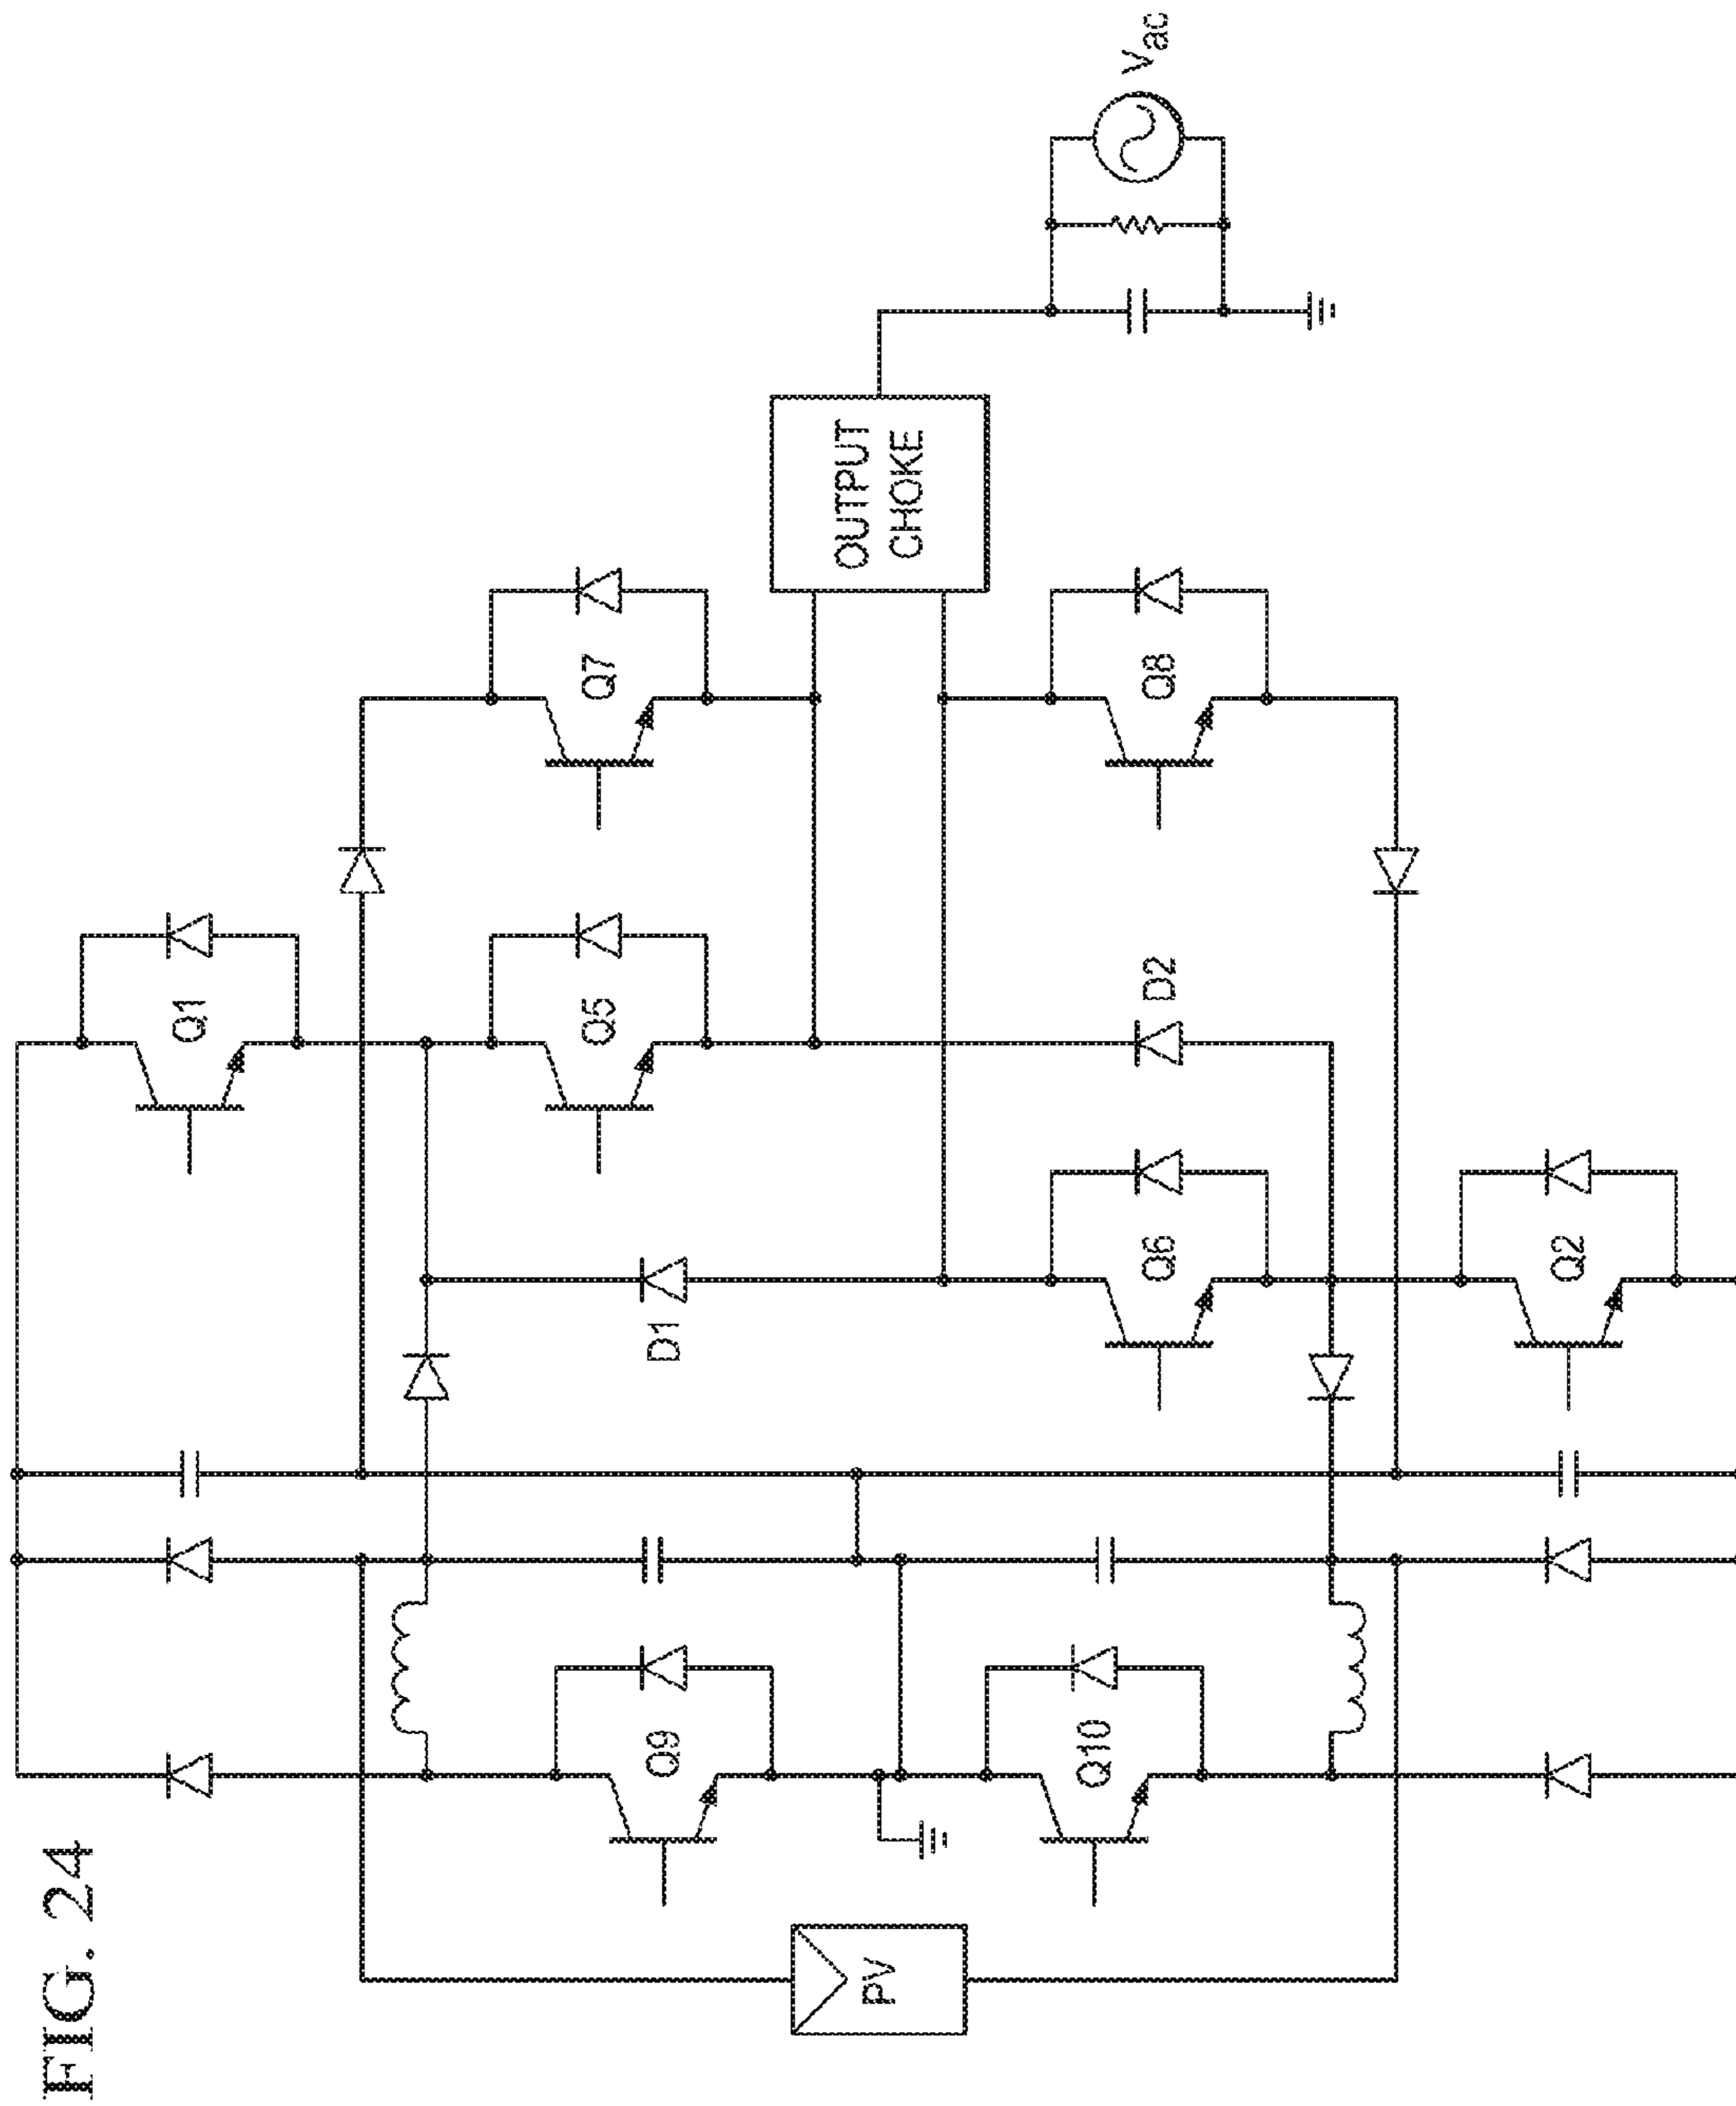 FIG. 24
PV
Q9
Q10
D1
Q1
Q5
Q6
Q2
D2
Q7
Q8
OUTPUT
CHOKE
Vac